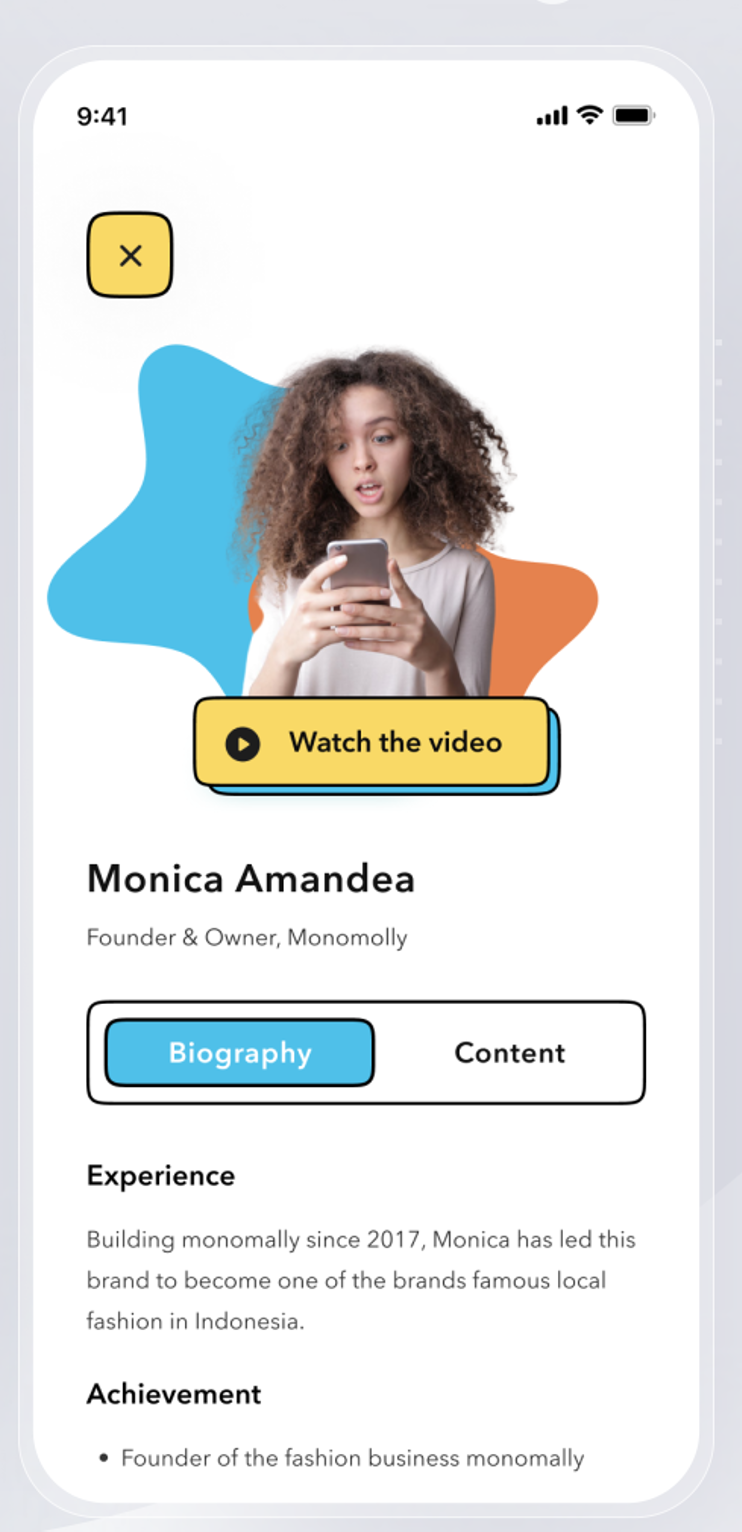 9:41
Watch the video
Monica Amandea
Founder & Owner, Monomolly
Biography
Content
Experience
Building monomally since 2017, Monica has led this
brand to become one of the brands famous local
fashion in Indonesia.
Achievement
• Founder of the fashion business monomally